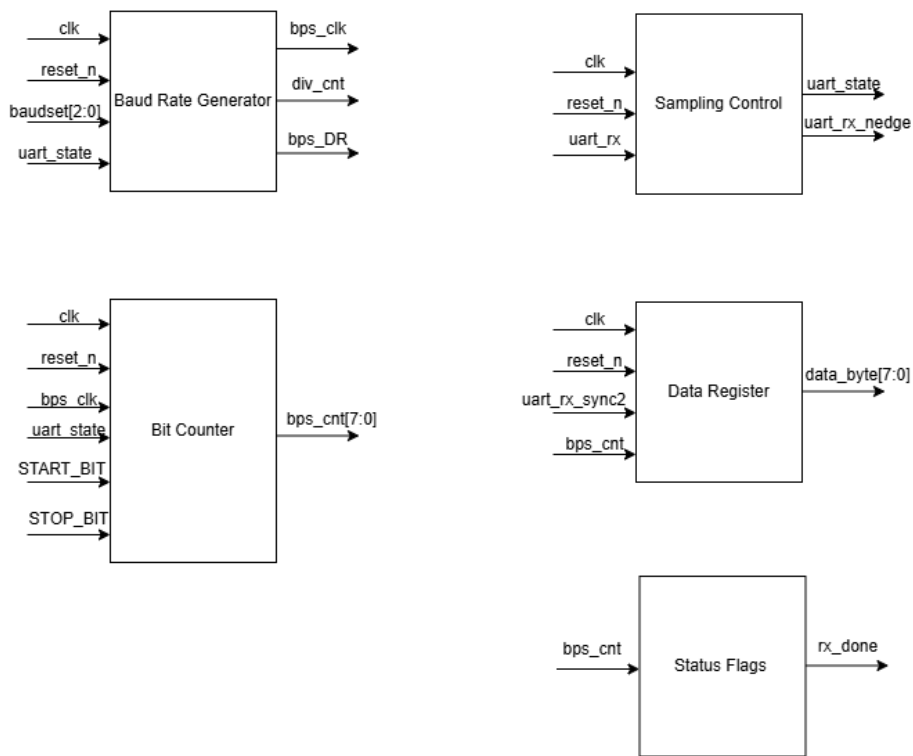 clk
reset_n
baudset[2:0]
uart_state
Baud Rate Generator
bps_clk
div_cnt
bps_DR
clk
reset_n
uart_rx
Sampling Control
uart_state
uart_rx_nedge
clk
reset_n
bps_clk
uart_state
START_BIT
STOP_BIT
Bit Counter
bps_cnt[7:0]
clk
reset_n
uart_rx_sync2
bps_cnt
Data Register
data_byte[7:0]
bps_cnt
Status Flags
rx_done